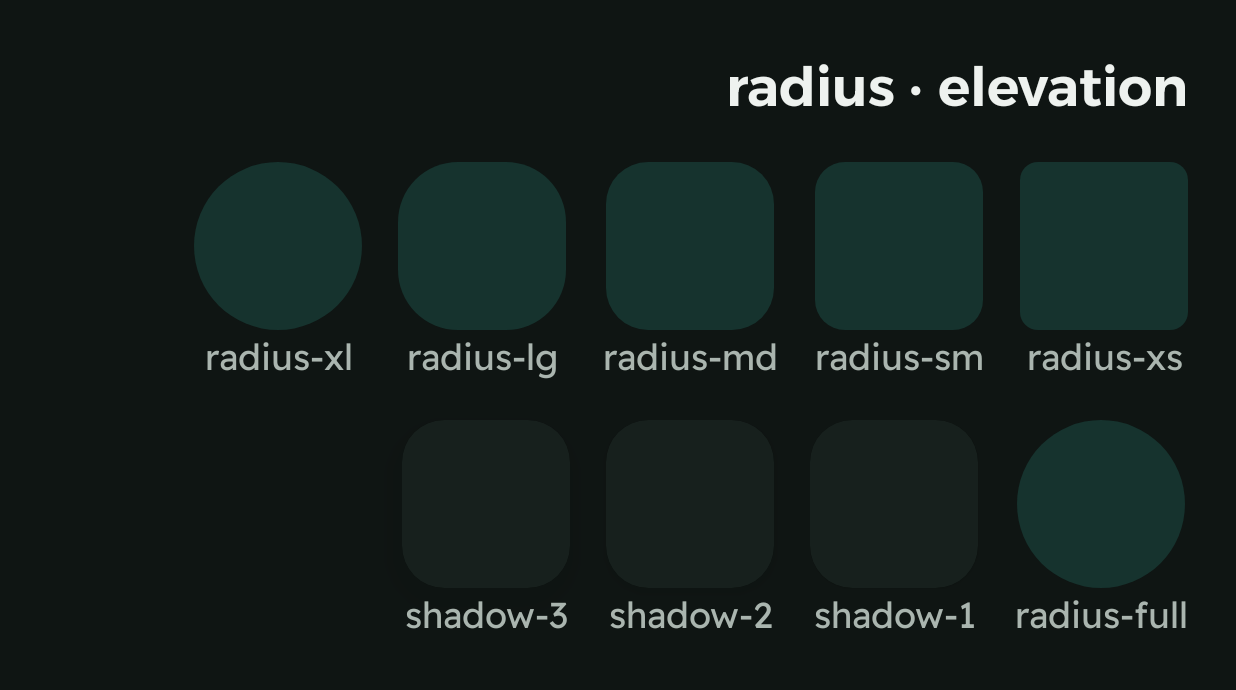 radius · elevation
radius-xl radius-lg radius-md radius-sm radius-xs
shadow-3 shadow-2 shadow-1 radius-full